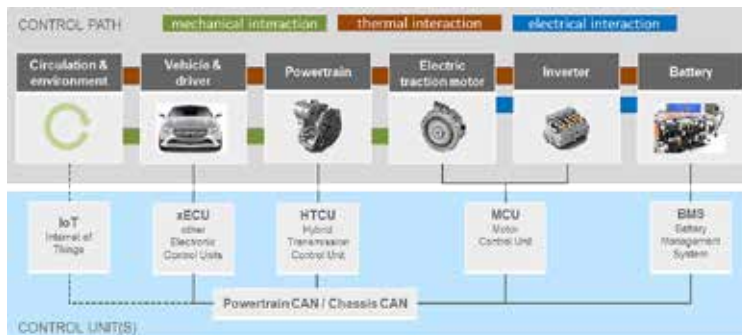 CONTROL PATH
mechanical interaction
thermal interaction
electrical interaction
Circulation &
environment
Vehicle &
driver
Powertrain
Electric
traction motor
Inverter
Battery
IoT
Internet of
Things
xECU
other
Electronic
Control Units
HTCU
Hybrid
Transmission
Control Unit
MCU
Motor
Control Unit
BMS
Battery
Management
System
Powertrain CAN / Chassis CAN
CONTROL UNIT(S)